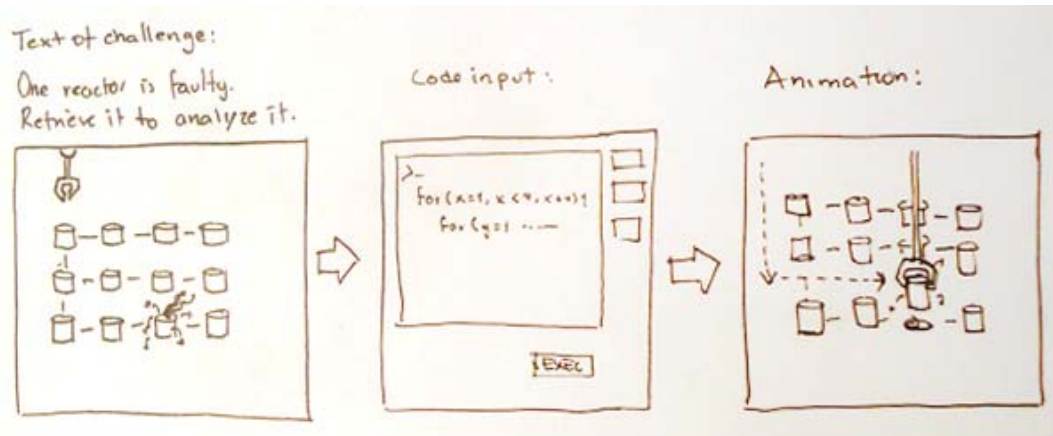 Text of challenge:
One reactor is faulty.
Retrieve it to analyze it.
Code input:
>_
for(x=1, x<4, x++){
for(y=1 .....
EXEC
Animation: